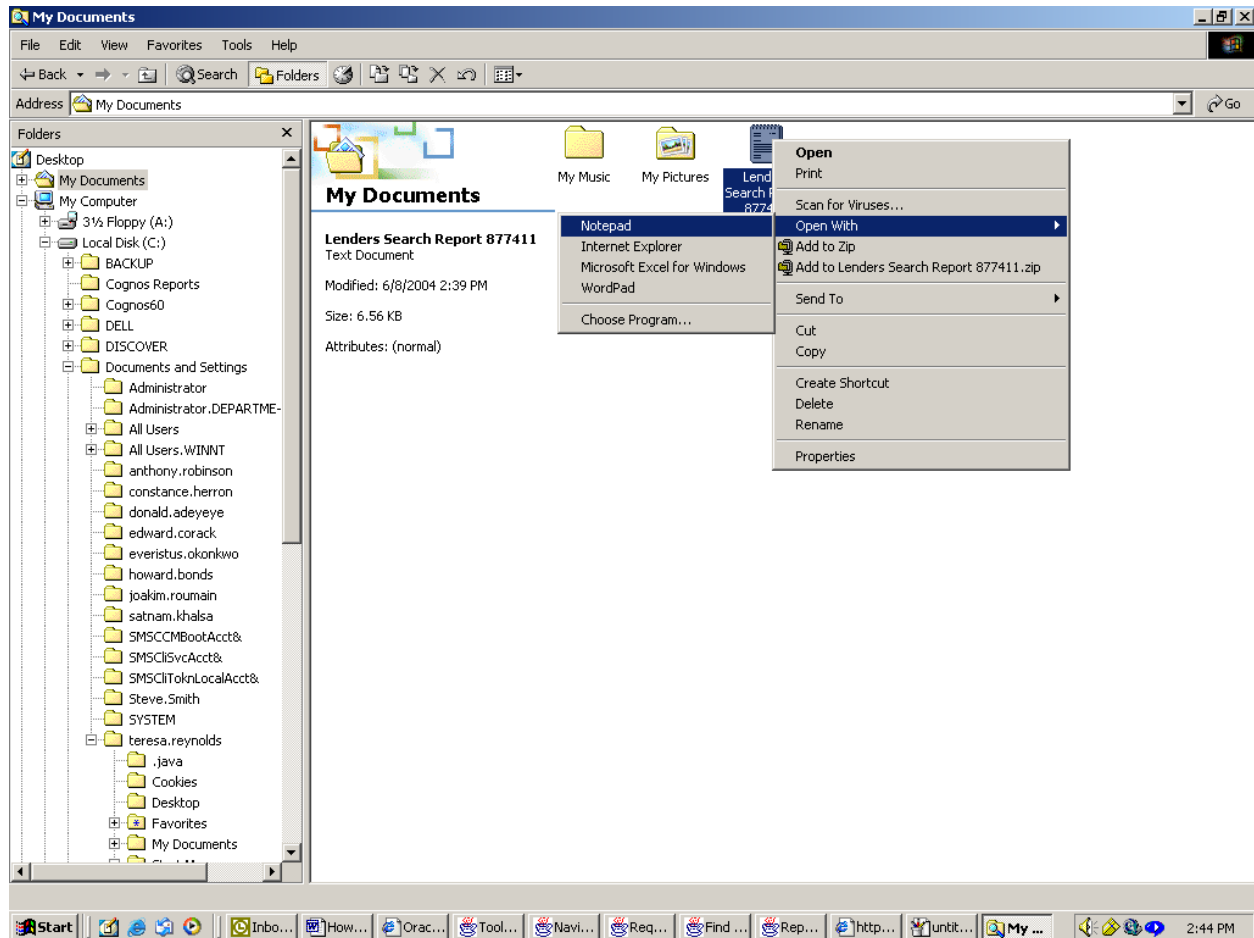 My Documents
File Edit View Favorites Tools Help
Back Search Folders
Address My Documents Go
Folders
Desktop
My Documents
My Computer
3½ Floppy (A:)
Local Disk (C:)
BACKUP
Cognos Reports
Cognos60
DELL
DISCOVER
Documents and Settings
Administrator
Administrator.DEPARTME-
All Users
All Users.WINNT
anthony.robinson
constance.herron
donald.adeyeye
edward.corack
everistus.okonkwo
howard.bonds
joakim.roumain
satnam.khalsa
SMSCCMBootAcct&
SMSCliSvcAcct&
SMSCliToknLocalAcct&
Steve.Smith
SYSTEM
teresa.reynolds
.java
Cookies
Desktop
Favorites
My Documents
My Documents
Lenders Search Report 877411
Text Document
Modified: 6/8/2004 2:39 PM
Size: 6.56 KB
Attributes: (normal)
My Music
My Pictures
Lend
Search
8774
Notepad
Internet Explorer
Microsoft Excel for Windows
WordPad
Choose Program...
Open
Print
Scan for Viruses...
Open With
Add to Zip
Add to Lenders Search Report 877411.zip
Send To
Cut
Copy
Create Shortcut
Delete
Rename
Properties
Start Inbo... How... Orac... Tool... Navi... Req... Find ... Rep... http... untit... My ... 2:44 PM